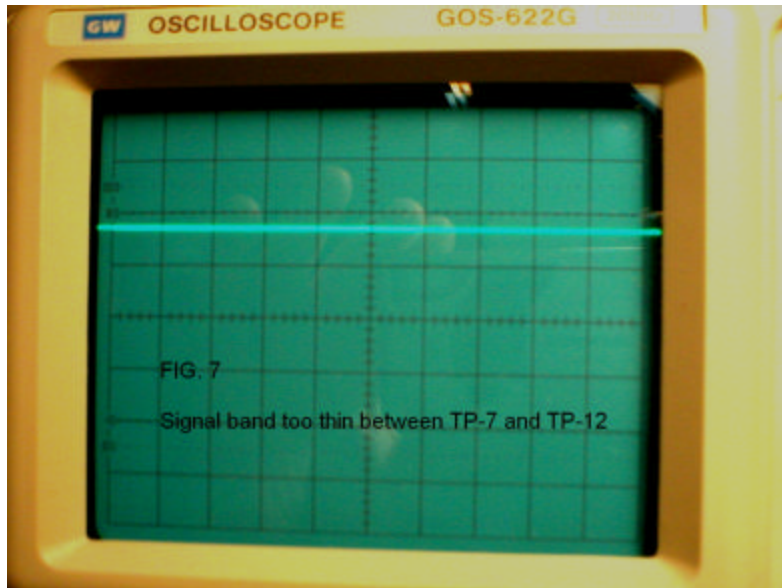 GW OSCILLOSCOPE GOS-622G
FIG. 7
Signal band too thin between TP-7 and TP-12